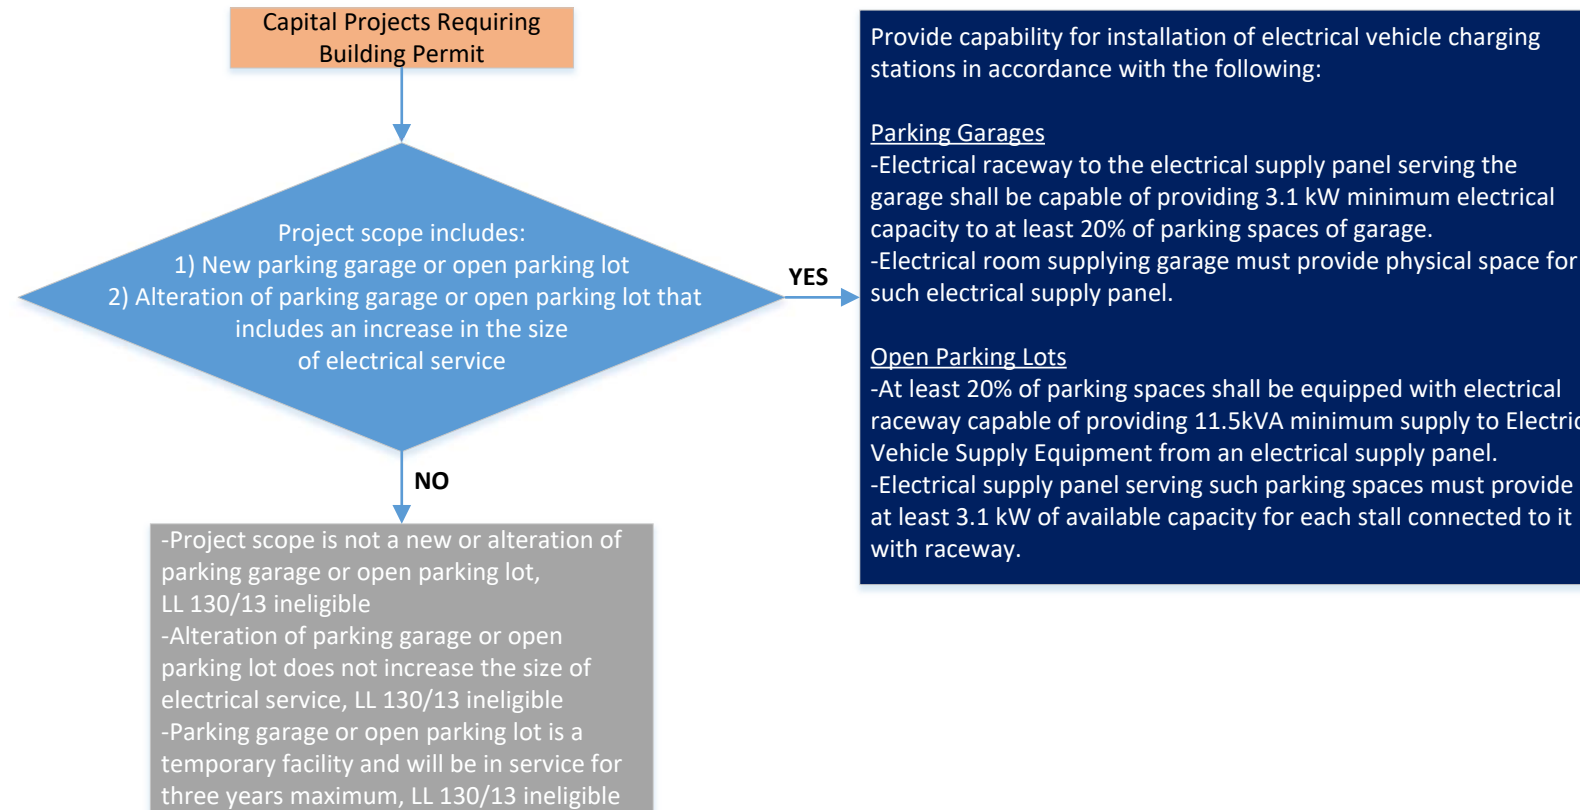 Capital Projects Requiring
Building Permit
Project scope includes:
1) New parking garage or open parking lot
2) Alteration of parking garage or open parking lot that
includes an increase in the size
of electrical service
YES
NO
Provide capability for installation of electrical vehicle charging
stations in accordance with the following:
Parking Garages
-Electrical raceway to the electrical supply panel serving the
garage shall be capable of providing 3.1 kW minimum electrical
capacity to at least 20% of parking spaces of garage.
-Electrical room supplying garage must provide physical space for
such electrical supply panel.
Open Parking Lots
-At least 20% of parking spaces shall be equipped with electrical
raceway capable of providing 11.5kVA minimum supply to Electric
Vehicle Supply Equipment from an electrical supply panel.
-Electrical supply panel serving such parking spaces must provide
at least 3.1 kW of available capacity for each stall connected to it
with raceway.
-Project scope is not a new or alteration of
parking garage or open parking lot,
LL 130/13 ineligible
-Alteration of parking garage or open
parking lot does not increase the size of
electrical service, LL 130/13 ineligible
-Parking garage or open parking lot is a
temporary facility and will be in service for
three years maximum, LL 130/13 ineligible